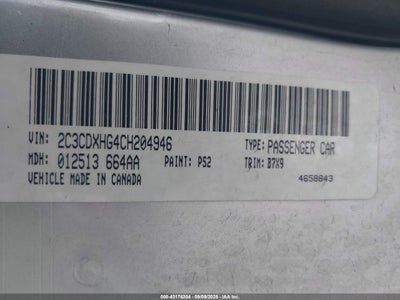 VIN: 2C3CDXHG4CH204946 TYPE: PASSENGER CAR
MDH: 012513 664AA PAINT: PS2 TRIM: B7X9
VEHICLE MADE IN CANADA 4658843
000-43176204 - 09/09/2025 - IAA Inc.